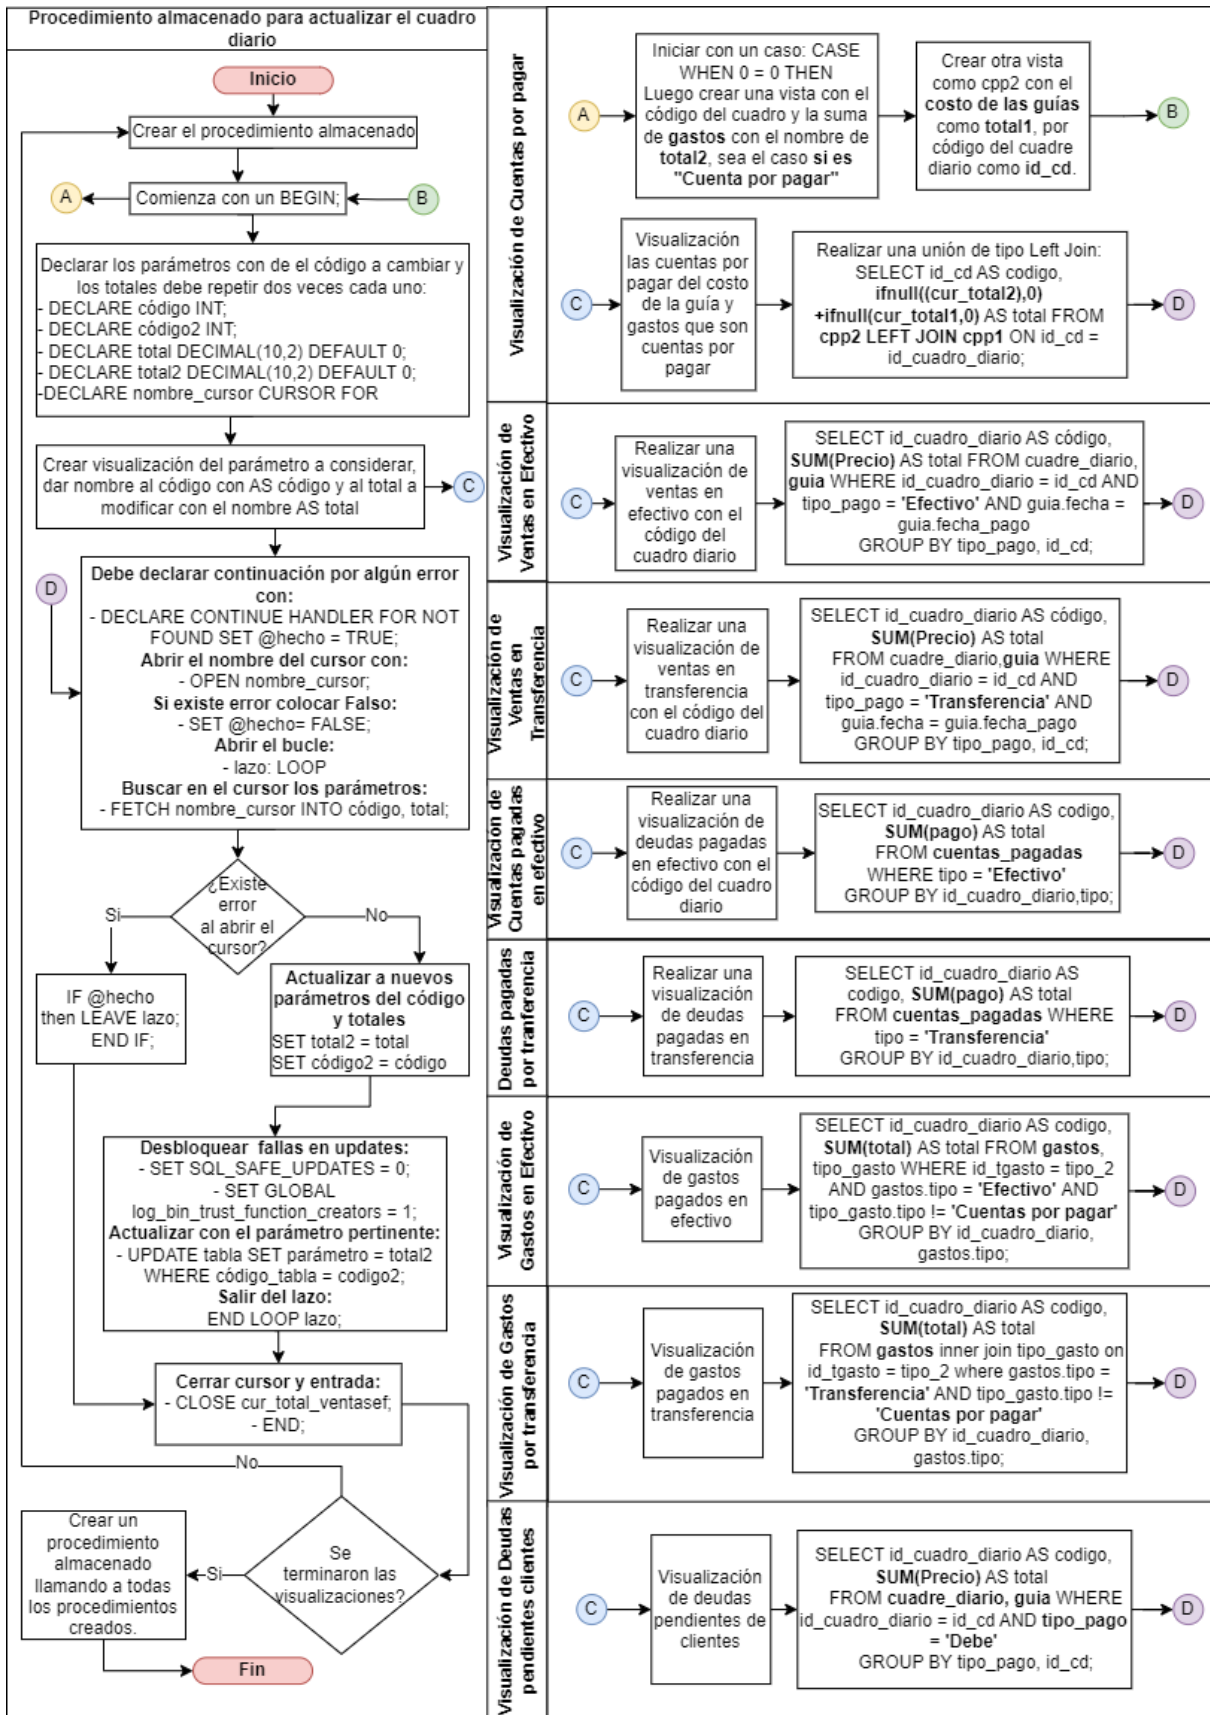 Procedimiento almacenado para actualizar el cuadro
diario
Inicio
Crear el procedimiento almacenado
A
Comienza con un BEGIN;
B
Declarar los parámetros con de el código a cambiar y
los totales debe repetir dos veces cada uno:
- DECLARE código INT;
- DECLARE código2 INT;
- DECLARE total DECIMAL(10,2) DEFAULT 0;
- DECLARE total2 DECIMAL(10,2) DEFAULT 0;
-DECLARE nombre_cursor CURSOR FOR
Crear visualización del parámetro a considerar,
dar nombre al código con AS código y al total a
modificar con el nombre AS total
C
D
Debe declarar continuación por algún error
con:
- DECLARE CONTINUE HANDLER FOR NOT
FOUND SET @hecho = TRUE;
Abrir el nombre del cursor con:
- OPEN nombre_cursor;
Si existe error colocar Falso:
- SET @hecho= FALSE;
Abrir el bucle:
- lazo: LOOP
Buscar en el cursor los parámetros:
- FETCH nombre_cursor INTO código, total;
¿Existe
error
al abrir el
cursor?
Si
No
IF @hecho
then LEAVE lazo;
END IF;
Actualizar a nuevos
parámetros del código
y totales
SET total2 = total
SET código2 = código
Desbloquear fallas en updates:
- SET SQL_SAFE_UPDATES = 0;
- SET GLOBAL
log_bin_trust_function_creators = 1;
Actualizar con el parámetro pertinente:
- UPDATE tabla SET parámetro = total2
WHERE código_tabla = codigo2;
Salir del lazo:
END LOOP lazo;
Cerrar cursor y entrada:
- CLOSE cur_total_ventasef;
- END;
No
Se
terminaron las
visualizaciones?
Si
Crear un
procedimiento
almacenado
llamando a todas
los procedimientos
creados.
Fin
Visualización de Cuentas por pagar
A
Iniciar con un caso: CASE
WHEN 0 = 0 THEN
Luego crear una vista con el
código del cuadro y la suma
de gastos con el nombre de
total2, sea el caso si es
"Cuenta por pagar"
Crear otra vista
como cpp2 con el
costo de las guías
como total1, por
código del cuadre
diario como id_cd.
B
C
Visualización
las cuentas por
pagar del costo
de la guía y
gastos que son
cuentas por
pagar
Realizar una unión de tipo Left Join:
SELECT id_cd AS codigo,
ifnull((cur_total2),0)
+ifnull(cur_total1,0) AS total FROM
cpp2 LEFT JOIN cpp1 ON id_cd =
id_cuadro_diario;
D
Visualización de
Ventas en Efectivo
C
Realizar una
visualización de
ventas en
efectivo con el
código del
cuadro diario
SELECT id_cuadro_diario AS código,
SUM(Precio) AS total FROM cuadre_diario,
guia WHERE id_cuadro_diario = id_cd AND
tipo_pago = 'Efectivo' AND guia.fecha =
guia.fecha_pago
GROUP BY tipo_pago, id_cd;
D
Visualización de
Ventas en
Transferencia
C
Realizar una
visualización de
ventas en
transferencia
con el código del
cuadro diario
SELECT id_cuadro_diario AS código,
SUM(Precio) AS total
FROM cuadre_diario,guia WHERE
id_cuadro_diario = id_cd AND
tipo_pago = 'Transferencia' AND
guia.fecha = guia.fecha_pago
GROUP BY tipo_pago, id_cd;
D
Visualización de
Cuentas pagadas
en efectivo
C
Realizar una
visualización de
deudas pagadas
en efectivo con el
código del cuadro
diario
SELECT id_cuadro_diario AS codigo,
SUM(pago) AS total
FROM cuentas_pagadas
WHERE tipo = 'Efectivo'
GROUP BY id_cuadro_diario,tipo;
D
Deudas pagadas
por tranferencia
C
Realizar una
visualización
de deudas
pagadas en
transferencia
SELECT id_cuadro_diario AS
codigo, SUM(pago) AS total
FROM cuentas_pagadas WHERE
tipo = 'Transferencia'
GROUP BY id_cuadro_diario,tipo;
D
Visualización de
Gastos en Efectivo
C
Visualización
de gastos
pagados en
efectivo
SELECT id_cuadro_diario AS codigo,
SUM(total) AS total FROM gastos,
tipo_gasto WHERE id_tgasto = tipo_2
AND gastos.tipo = 'Efectivo' AND
tipo_gasto.tipo != 'Cuentas por pagar'
GROUP BY id_cuadro_diario,
gastos.tipo;
D
Visualización de Gastos
por transferencia
C
Visualización
de gastos
pagados en
transferencia
SELECT id_cuadro_diario AS codigo,
SUM(total) AS total
FROM gastos inner join tipo_gasto on
id_tgasto = tipo_2 where gastos.tipo =
'Transferencia' AND tipo_gasto.tipo !=
'Cuentas por pagar'
GROUP BY id_cuadro_diario,
gastos.tipo;
D
Visualización de Deudas
pendientes clientes
C
Visualización
de deudas
pendientes de
clientes
SELECT id_cuadro_diario AS codigo,
SUM(Precio) AS total
FROM cuadre_diario, guia WHERE
id_cuadro_diario = id_cd AND tipo_pago
= 'Debe'
GROUP BY tipo_pago, id_cd;
D